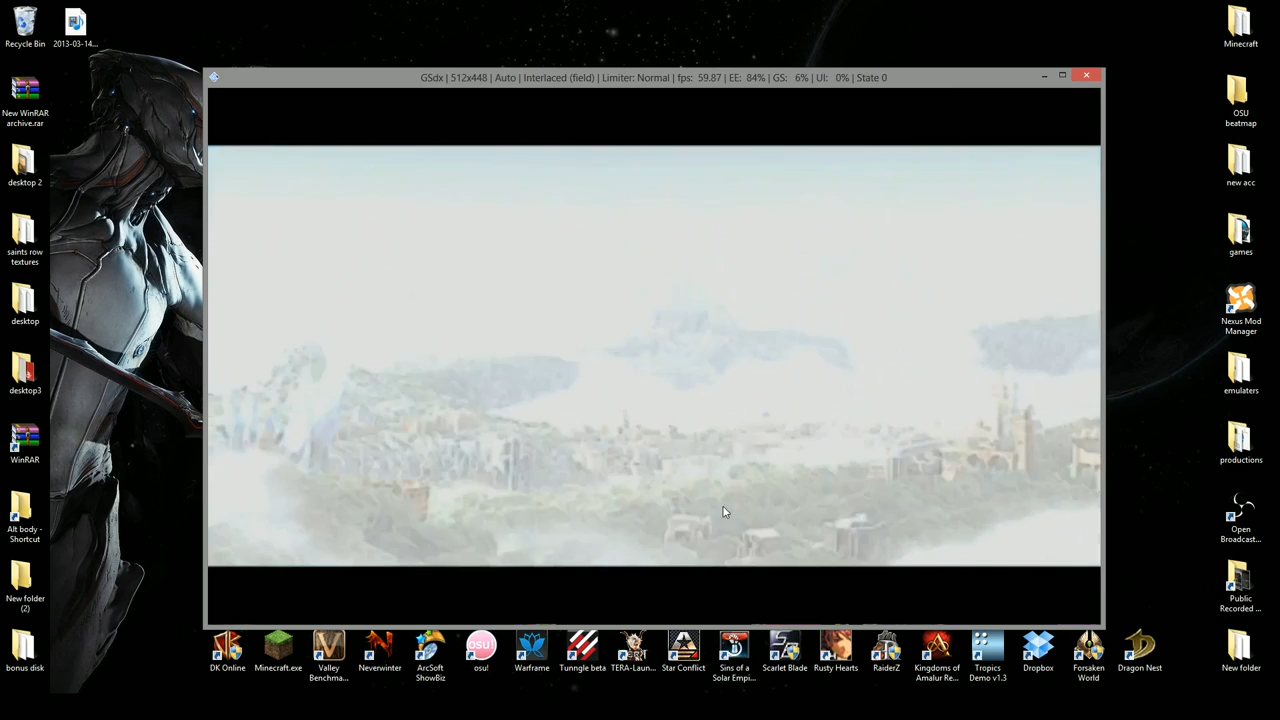 Recycle Bin
2013-03-14...
New WinRAR
archive.rar
desktop 2
saints row
textures
desktop
desktop3
WinRAR
Alt body -
Shortcut
New folder
(2)
bonus disk
GSdx | 512x448 | Auto | Interlaced (field) | Limiter: Normal | fps: 59.87 | EE: 84% | GS: 6% | UI: 0% | State 0
Minecraft
OSU
beatmap
new acc
games
Nexus Mod
Manager
emulaters
productions
Open
Broadcast...
Public
Recorded ...
New folder
osu!
DK Online
Minecraft.exe
Valley
Benchma...
Neverwinter
ArcSoft
ShowBiz
osu!
Warframe
Tunngle beta
TERA-Laun...
Star Conflict
Sins of a
Solar Empi...
Scarlet Blade
Rusty Hearts
RaiderZ
Kingdoms of
Amalur Re...
Tropics
Demo v1.3
Dropbox
Forsaken
World
Dragon Nest